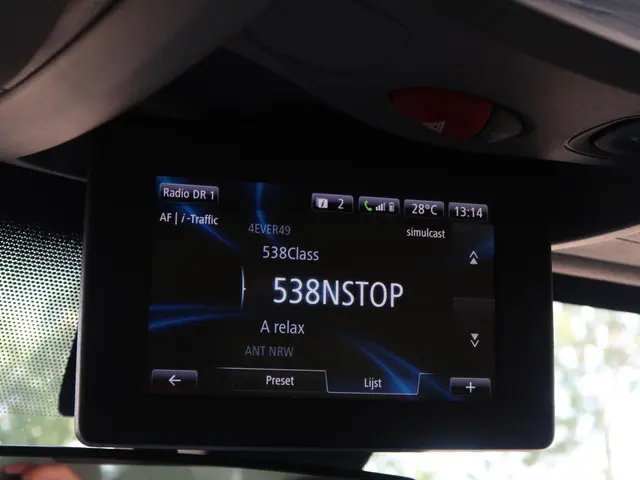 Radio DR 1
i 2
28°C
13:14
AF | i-Traffic
simulcast
4EVER49
538Class
538NSTOP
A relax
ANT NRW
Preset
Lijst